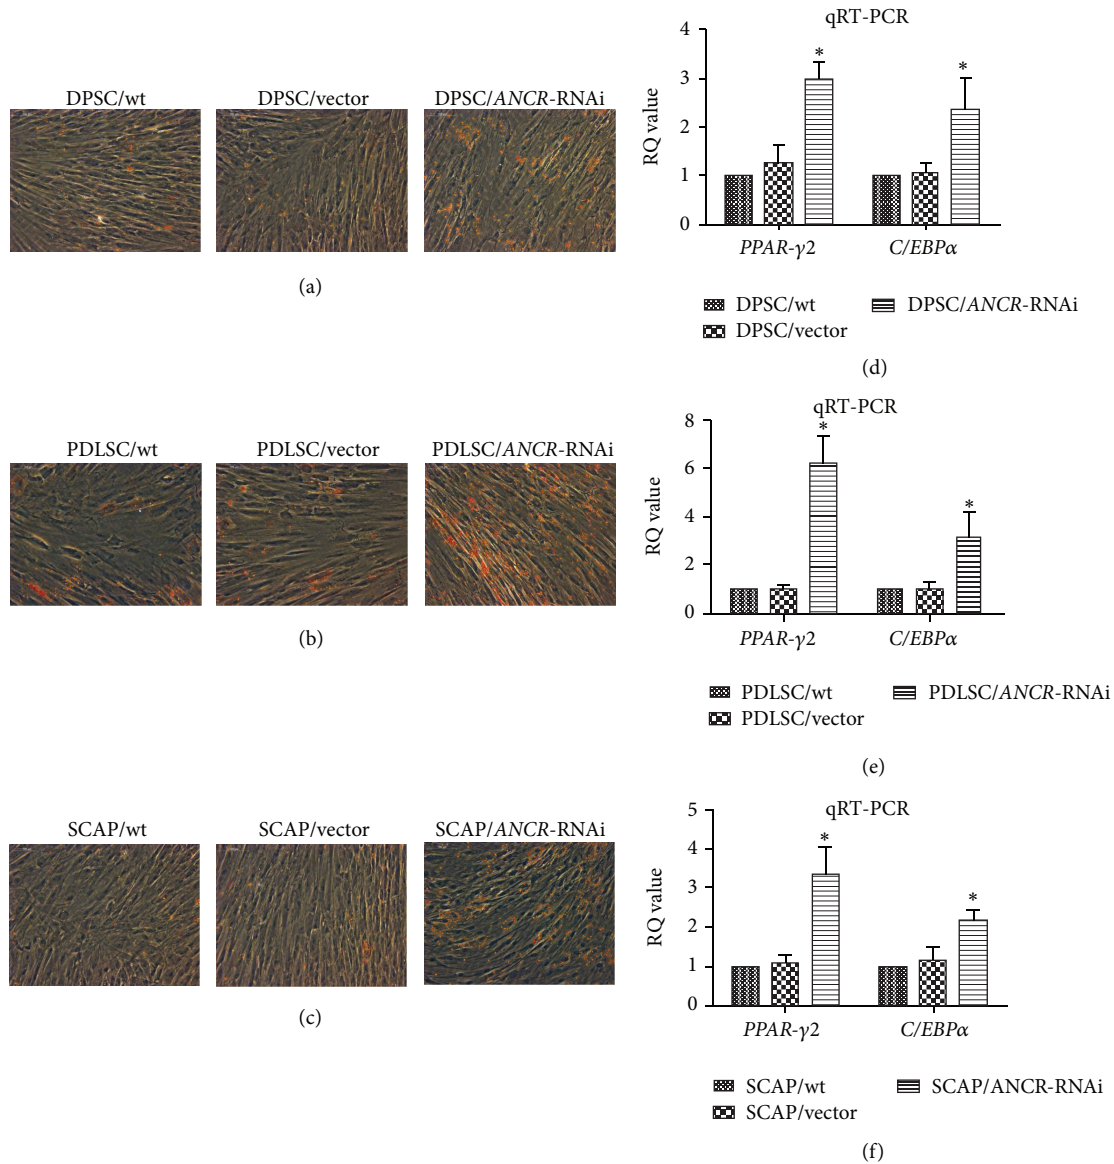 DPSC/wt
DPSC/vector
DPSC/ANCR-RNAi
(a)
qRT-PCR
RQ value
4
3
2
1
0
*
*
PPAR-γ2
C/EBPα
DPSC/wt
DPSC/ANCR-RNAi
DPSC/vector
(d)
PDLSC/wt
PDLSC/vector
PDLSC/ANCR-RNAi
(b)
qRT-PCR
RQ value
8
6
4
2
0
*
*
PPAR-γ2
C/EBPα
PDLSC/wt
PDLSC/ANCR-RNAi
PDLSC/vector
(e)
SCAP/wt
SCAP/vector
SCAP/ANCR-RNAi
(c)
qRT-PCR
RQ value
5
4
3
2
1
0
*
*
PPAR-γ2
C/EBPα
SCAP/wt
SCAP/ANCR-RNAi
SCAP/vector
(f)